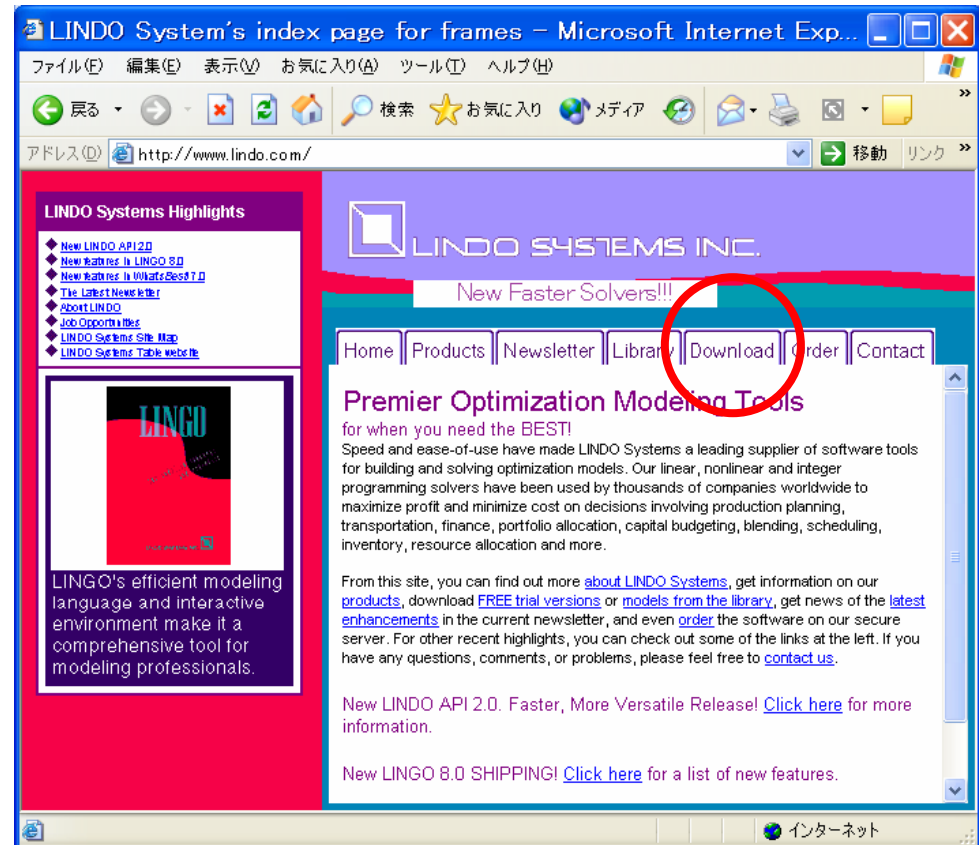 LINDO System's index page for frames - Microsoft Internet Exp...
ファイル(F) 編集(E) 表示(V) お気に入り(A) ツール(T) ヘルプ(H)
戻る 検索 お気に入り メディア »
アドレス(D) http://www.lindo.com/ 移動 リンク »
LINDO Systems Highlights
New LINDO API 2.0
New features in LINGO 8.0
New features in What'sBest! 7.0
The Latest Newsletter
About LINDO
Job Opportunities
LINDO Systems Site Map
LINDO Systems Table website
LINGO
LINGO's efficient modeling
language and interactive
environment make it a
comprehensive tool for
modeling professionals.
LINDO SYSTEMS INC.
New Faster Solvers!!!
Home Products Newsletter Library Download Order Contact
Premier Optimization Modeling Tools
for when you need the BEST!
Speed and ease-of-use have made LINDO Systems a leading supplier of software tools
for building and solving optimization models. Our linear, nonlinear and integer
programming solvers have been used by thousands of companies worldwide to
maximize profit and minimize cost on decisions involving production planning,
transportation, finance, portfolio allocation, capital budgeting, blending, scheduling,
inventory, resource allocation and more.
From this site, you can find out more about LINDO Systems, get information on our
products, download FREE trial versions or models from the library, get news of the latest
enhancements in the current newsletter, and even order the software on our secure
server. For other recent highlights, you can check out some of the links at the left. If you
have any questions, comments, or problems, please feel free to contact us.
New LINDO API 2.0. Faster, More Versatile Release! Click here for more
information.
New LINGO 8.0 SHIPPING! Click here for a list of new features.
インターネット